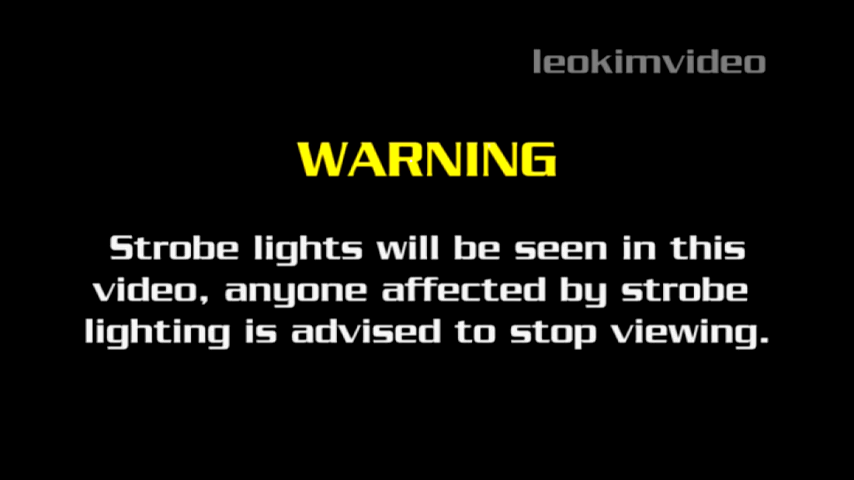 leokimvideo
WARNING
Strobe lights will be seen in this
video, anyone affected by strobe
lighting is advised to stop viewing.